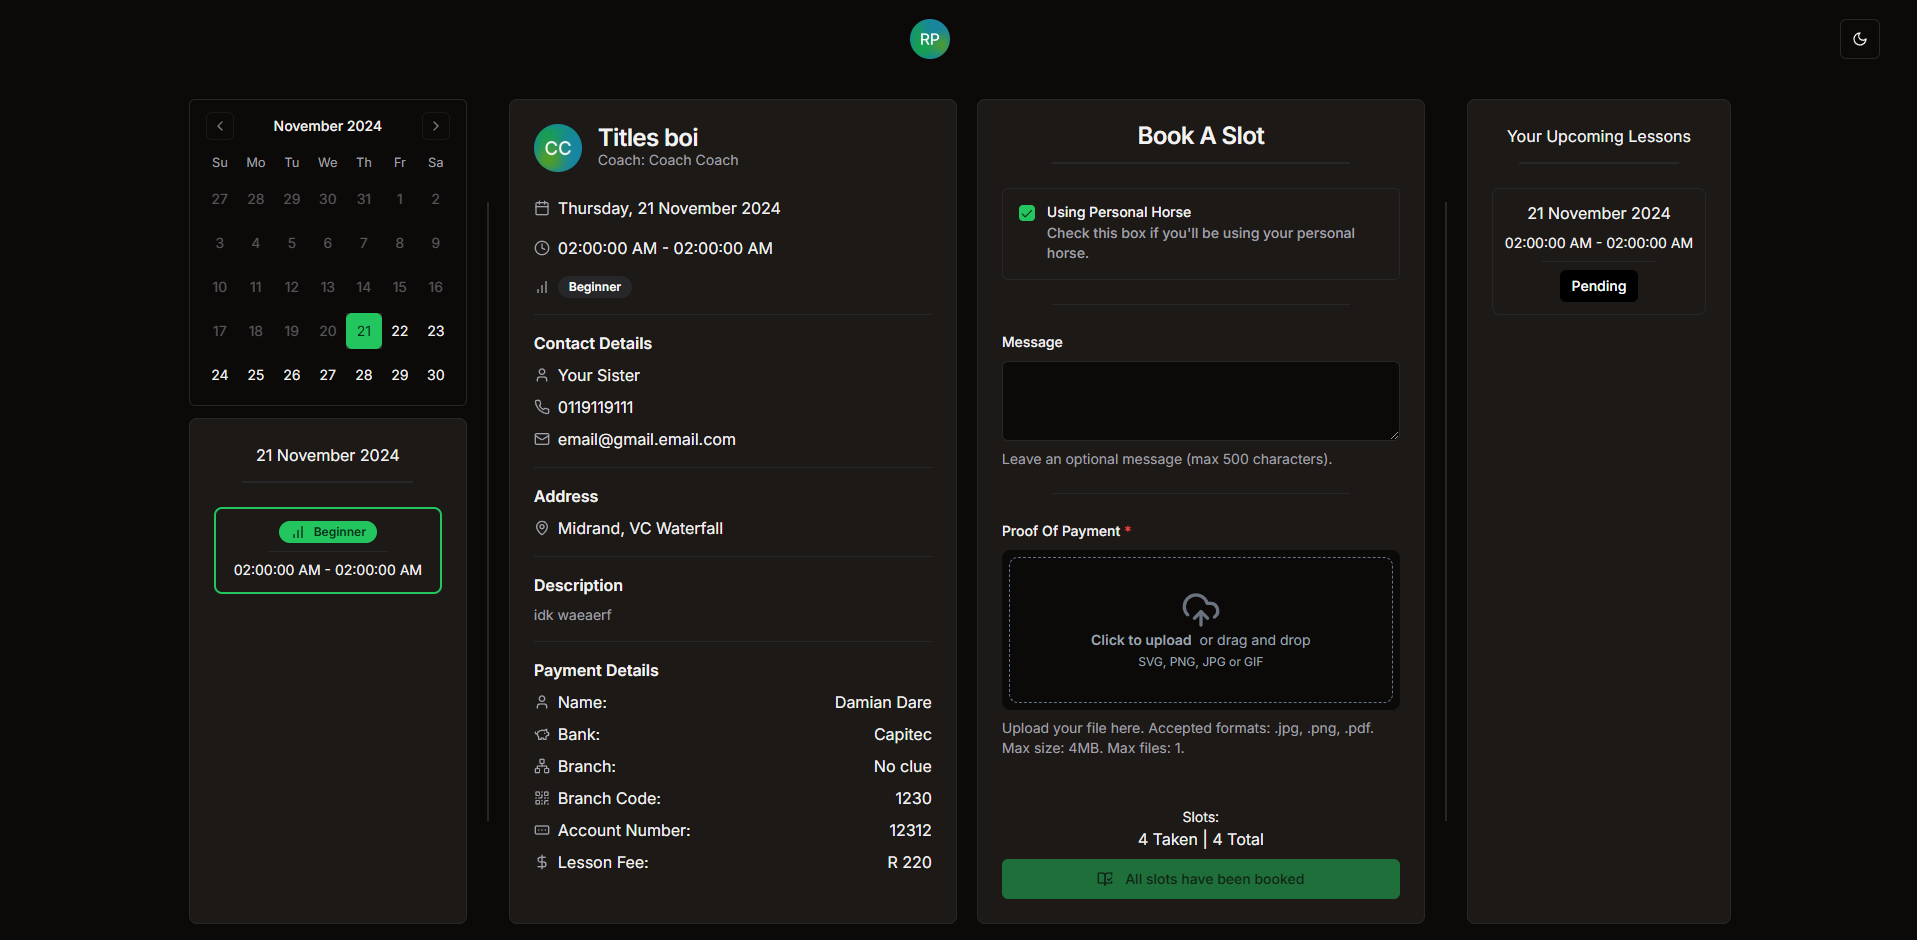 RP
November 2024
Su Mo Tu We Th Fr Sa
27 28 29 30 31 1 2
3 4 5 6 7 8 9
10 11 12 13 14 15 16
17 18 19 20 21 22 23
24 25 26 27 28 29 30
21 November 2024
Beginner
02:00:00 AM - 02:00:00 AM
CC
Titles boi
Coach: Coach Coach
Thursday, 21 November 2024
02:00:00 AM - 02:00:00 AM
Beginner
Contact Details
Your Sister
0119119111
email@gmail.email.com
Address
Midrand, VC Waterfall
Description
idk waeaerf
Payment Details
Name: Damian Dare
Bank: Capitec
Branch: No clue
Branch Code: 1230
Account Number: 12312
Lesson Fee: R 220
Book A Slot
Using Personal Horse
Check this box if you'll be using your personal
horse.
Message
Leave an optional message (max 500 characters).
Proof Of Payment *
Click to upload or drag and drop
SVG, PNG, JPG or GIF
Upload your file here. Accepted formats: .jpg, .png, .pdf.
Max size: 4MB. Max files: 1.
Slots:
4 Taken | 4 Total
All slots have been booked
Your Upcoming Lessons
21 November 2024
02:00:00 AM - 02:00:00 AM
Pending